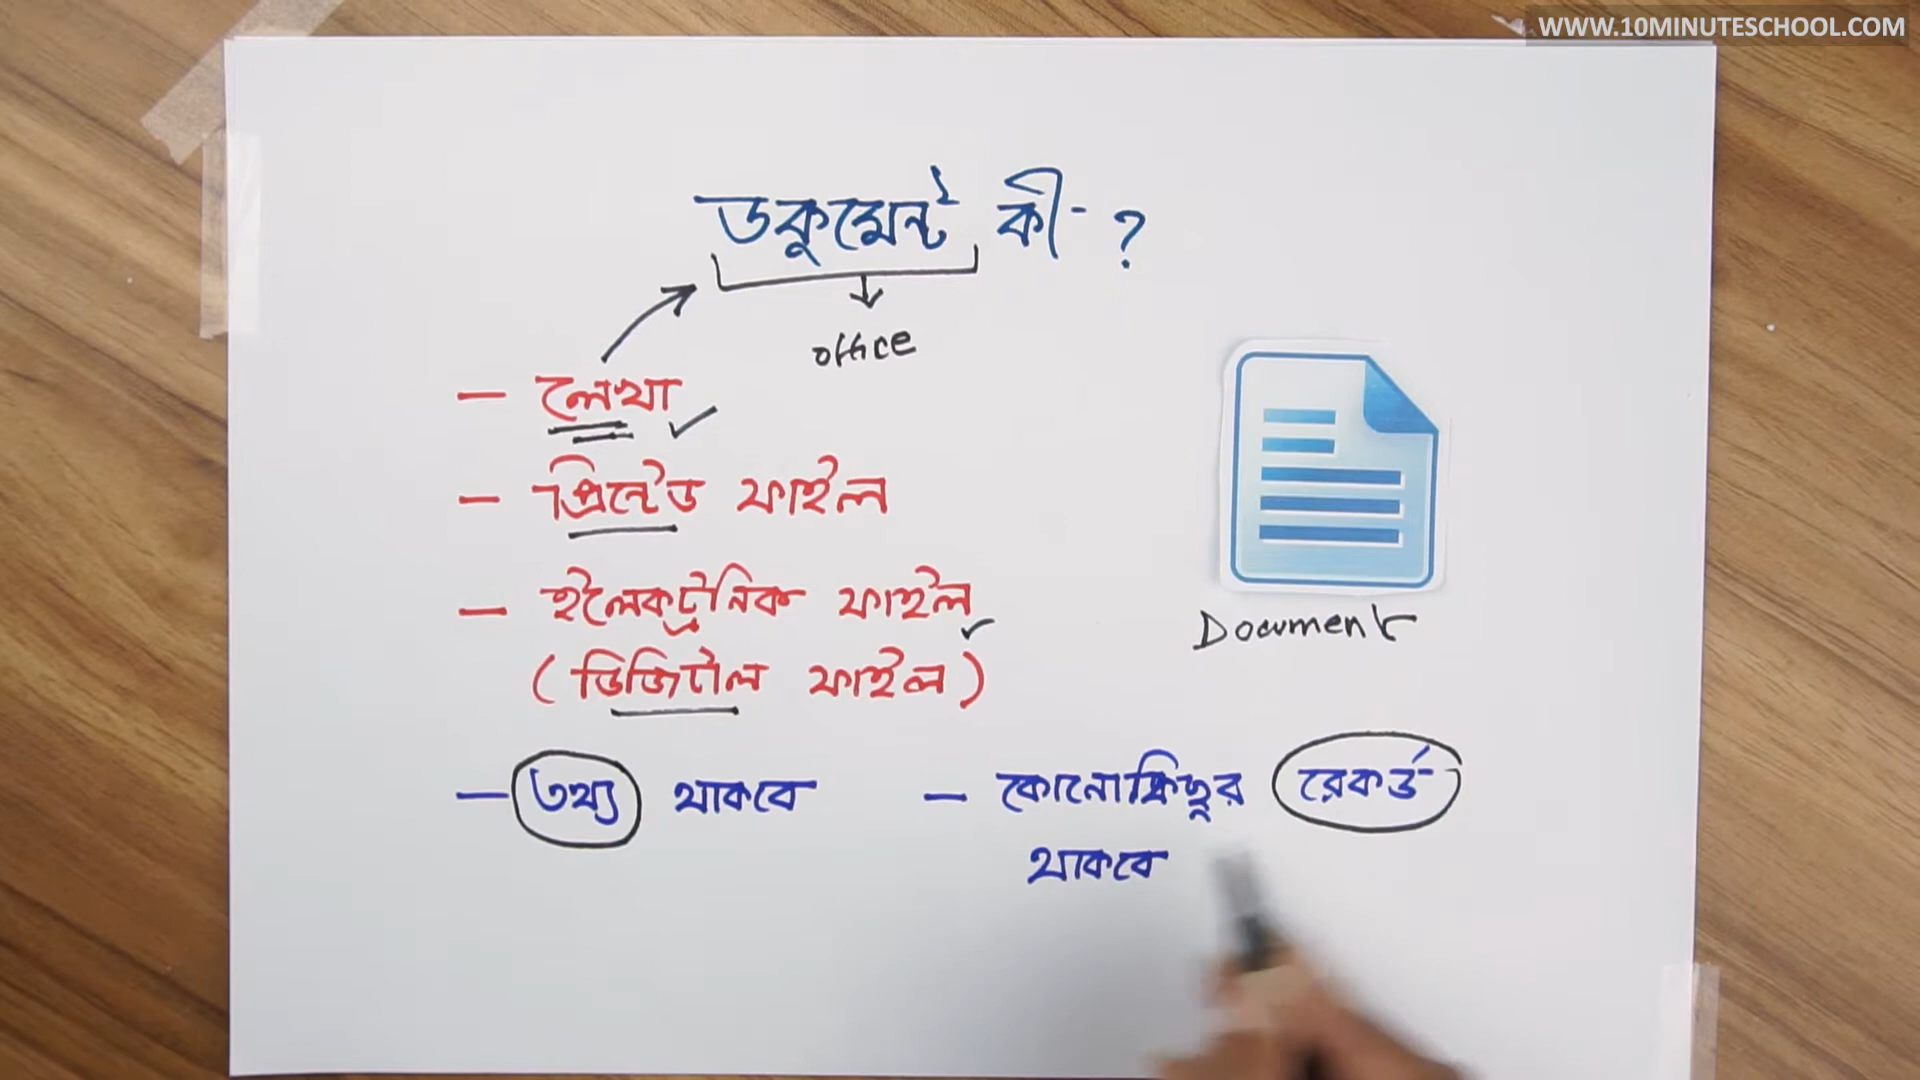 WWW.10MINUTESCHOOL.COM
ডকুমেন্ট কী- ?
office
- লেখা
- প্রিন্টেড ফাইল
- ইলেকট্রনিক ফাইল
(ডিজিটাল ফাইল)
Document
- তথ্য থাকবে
- কোনোকিছুর রেকর্ড
থাকবে